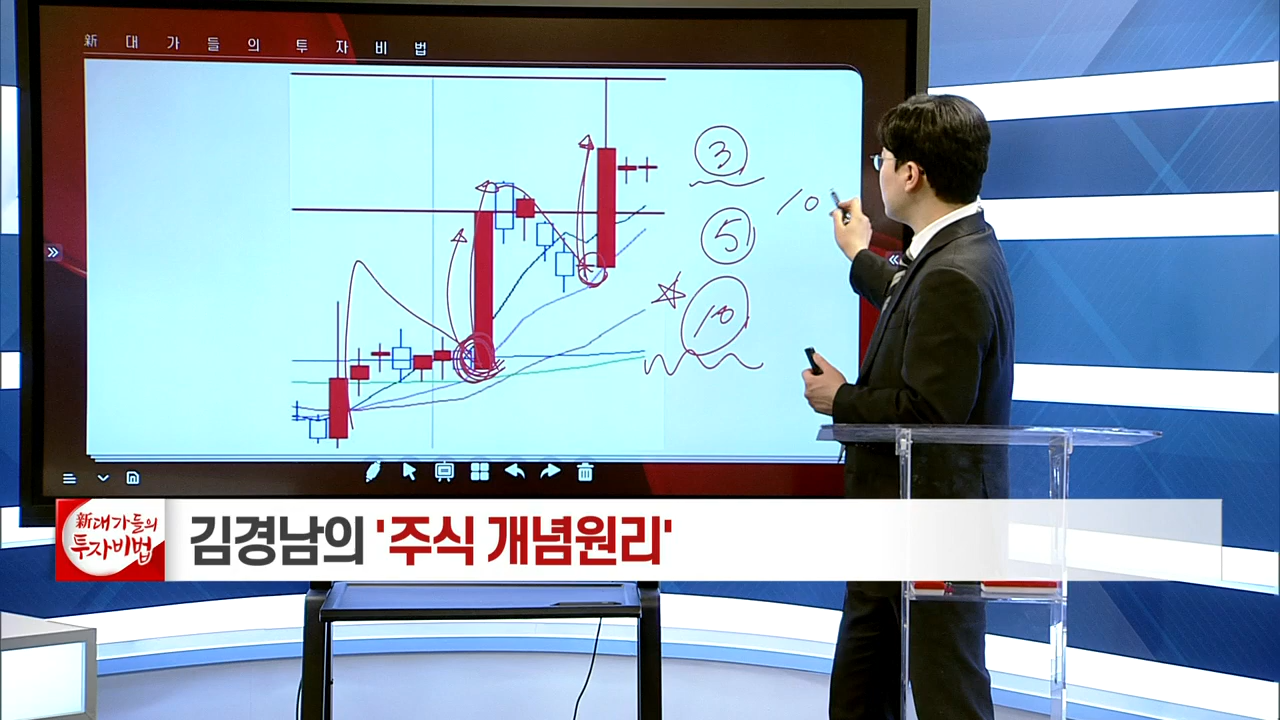 新 대 가 들 의 투 자 비 법
3
5
10
10
新대가들의
투자비법
김경남의 '주식 개념원리'